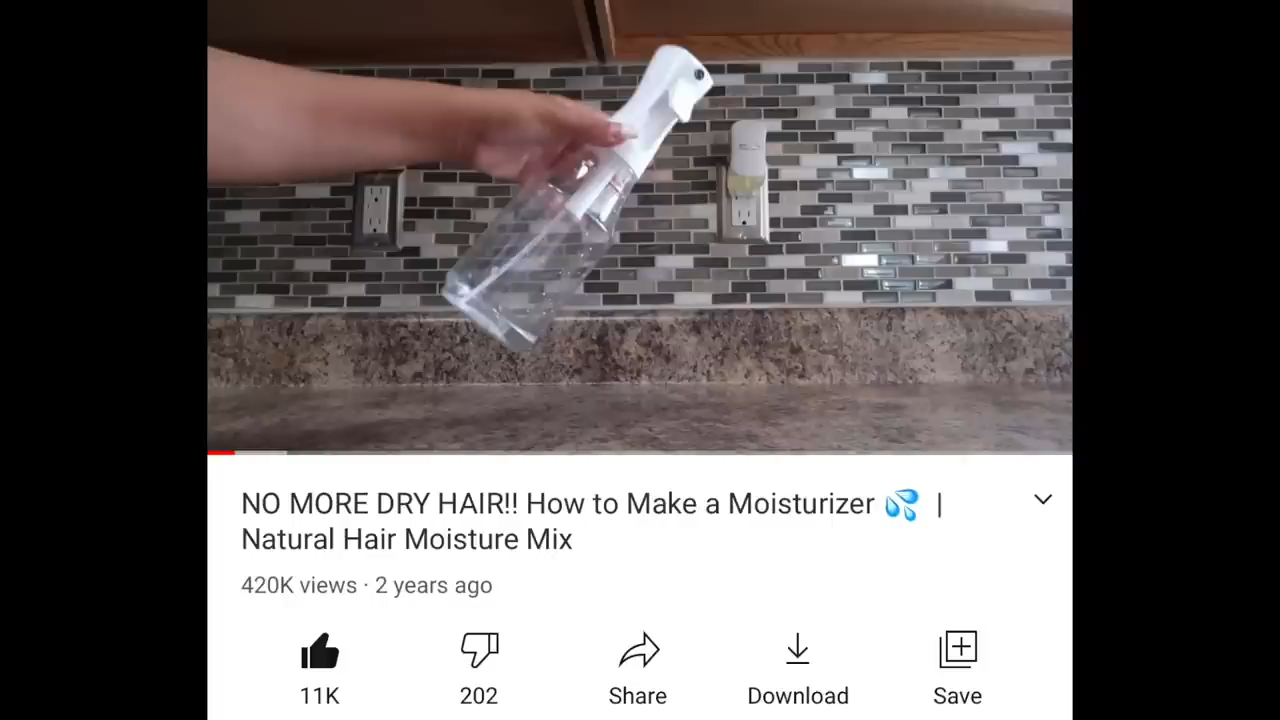 NO MORE DRY HAIR!! How to Make a Moisturizer 💦 |
Natural Hair Moisture Mix
420K views · 2 years ago
11K
202
Share
Download
Save